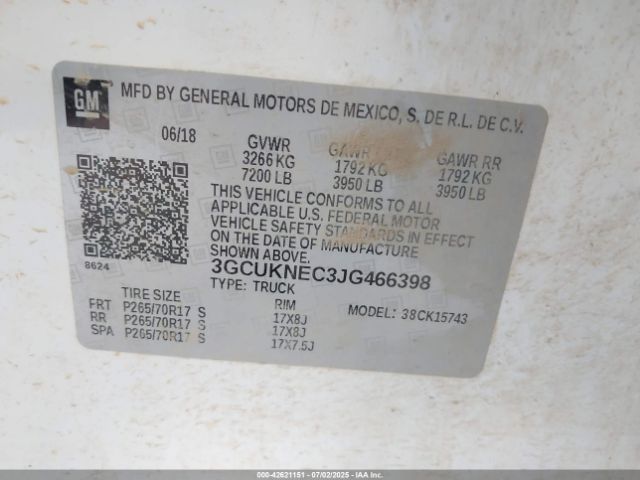 GM
MFD BY GENERAL MOTORS DE MEXICO, S. DE R.L. DE C.V.
06/18 GVWR GAWR GAWR RR
3266 KG 1792 KG 1792 KG
7200 LB 3950 LB 3950 LB
THIS VEHICLE CONFORMS TO ALL
APPLICABLE U.S. FEDERAL MOTOR
VEHICLE SAFETY STANDARDS IN EFFECT
ON THE DATE OF MANUFACTURE
SHOWN ABOVE.
8624
3GCUKNEC3JG466398
TYPE: TRUCK
TIRE SIZE RIM MODEL: 38CK15743
FRT P265/70R17 S 17X8J
RR P265/70R17 S 17X8J
SPA P265/70R17 S 17X7.5J
000-42621151 - 07/02/2025 - IAAI.COM